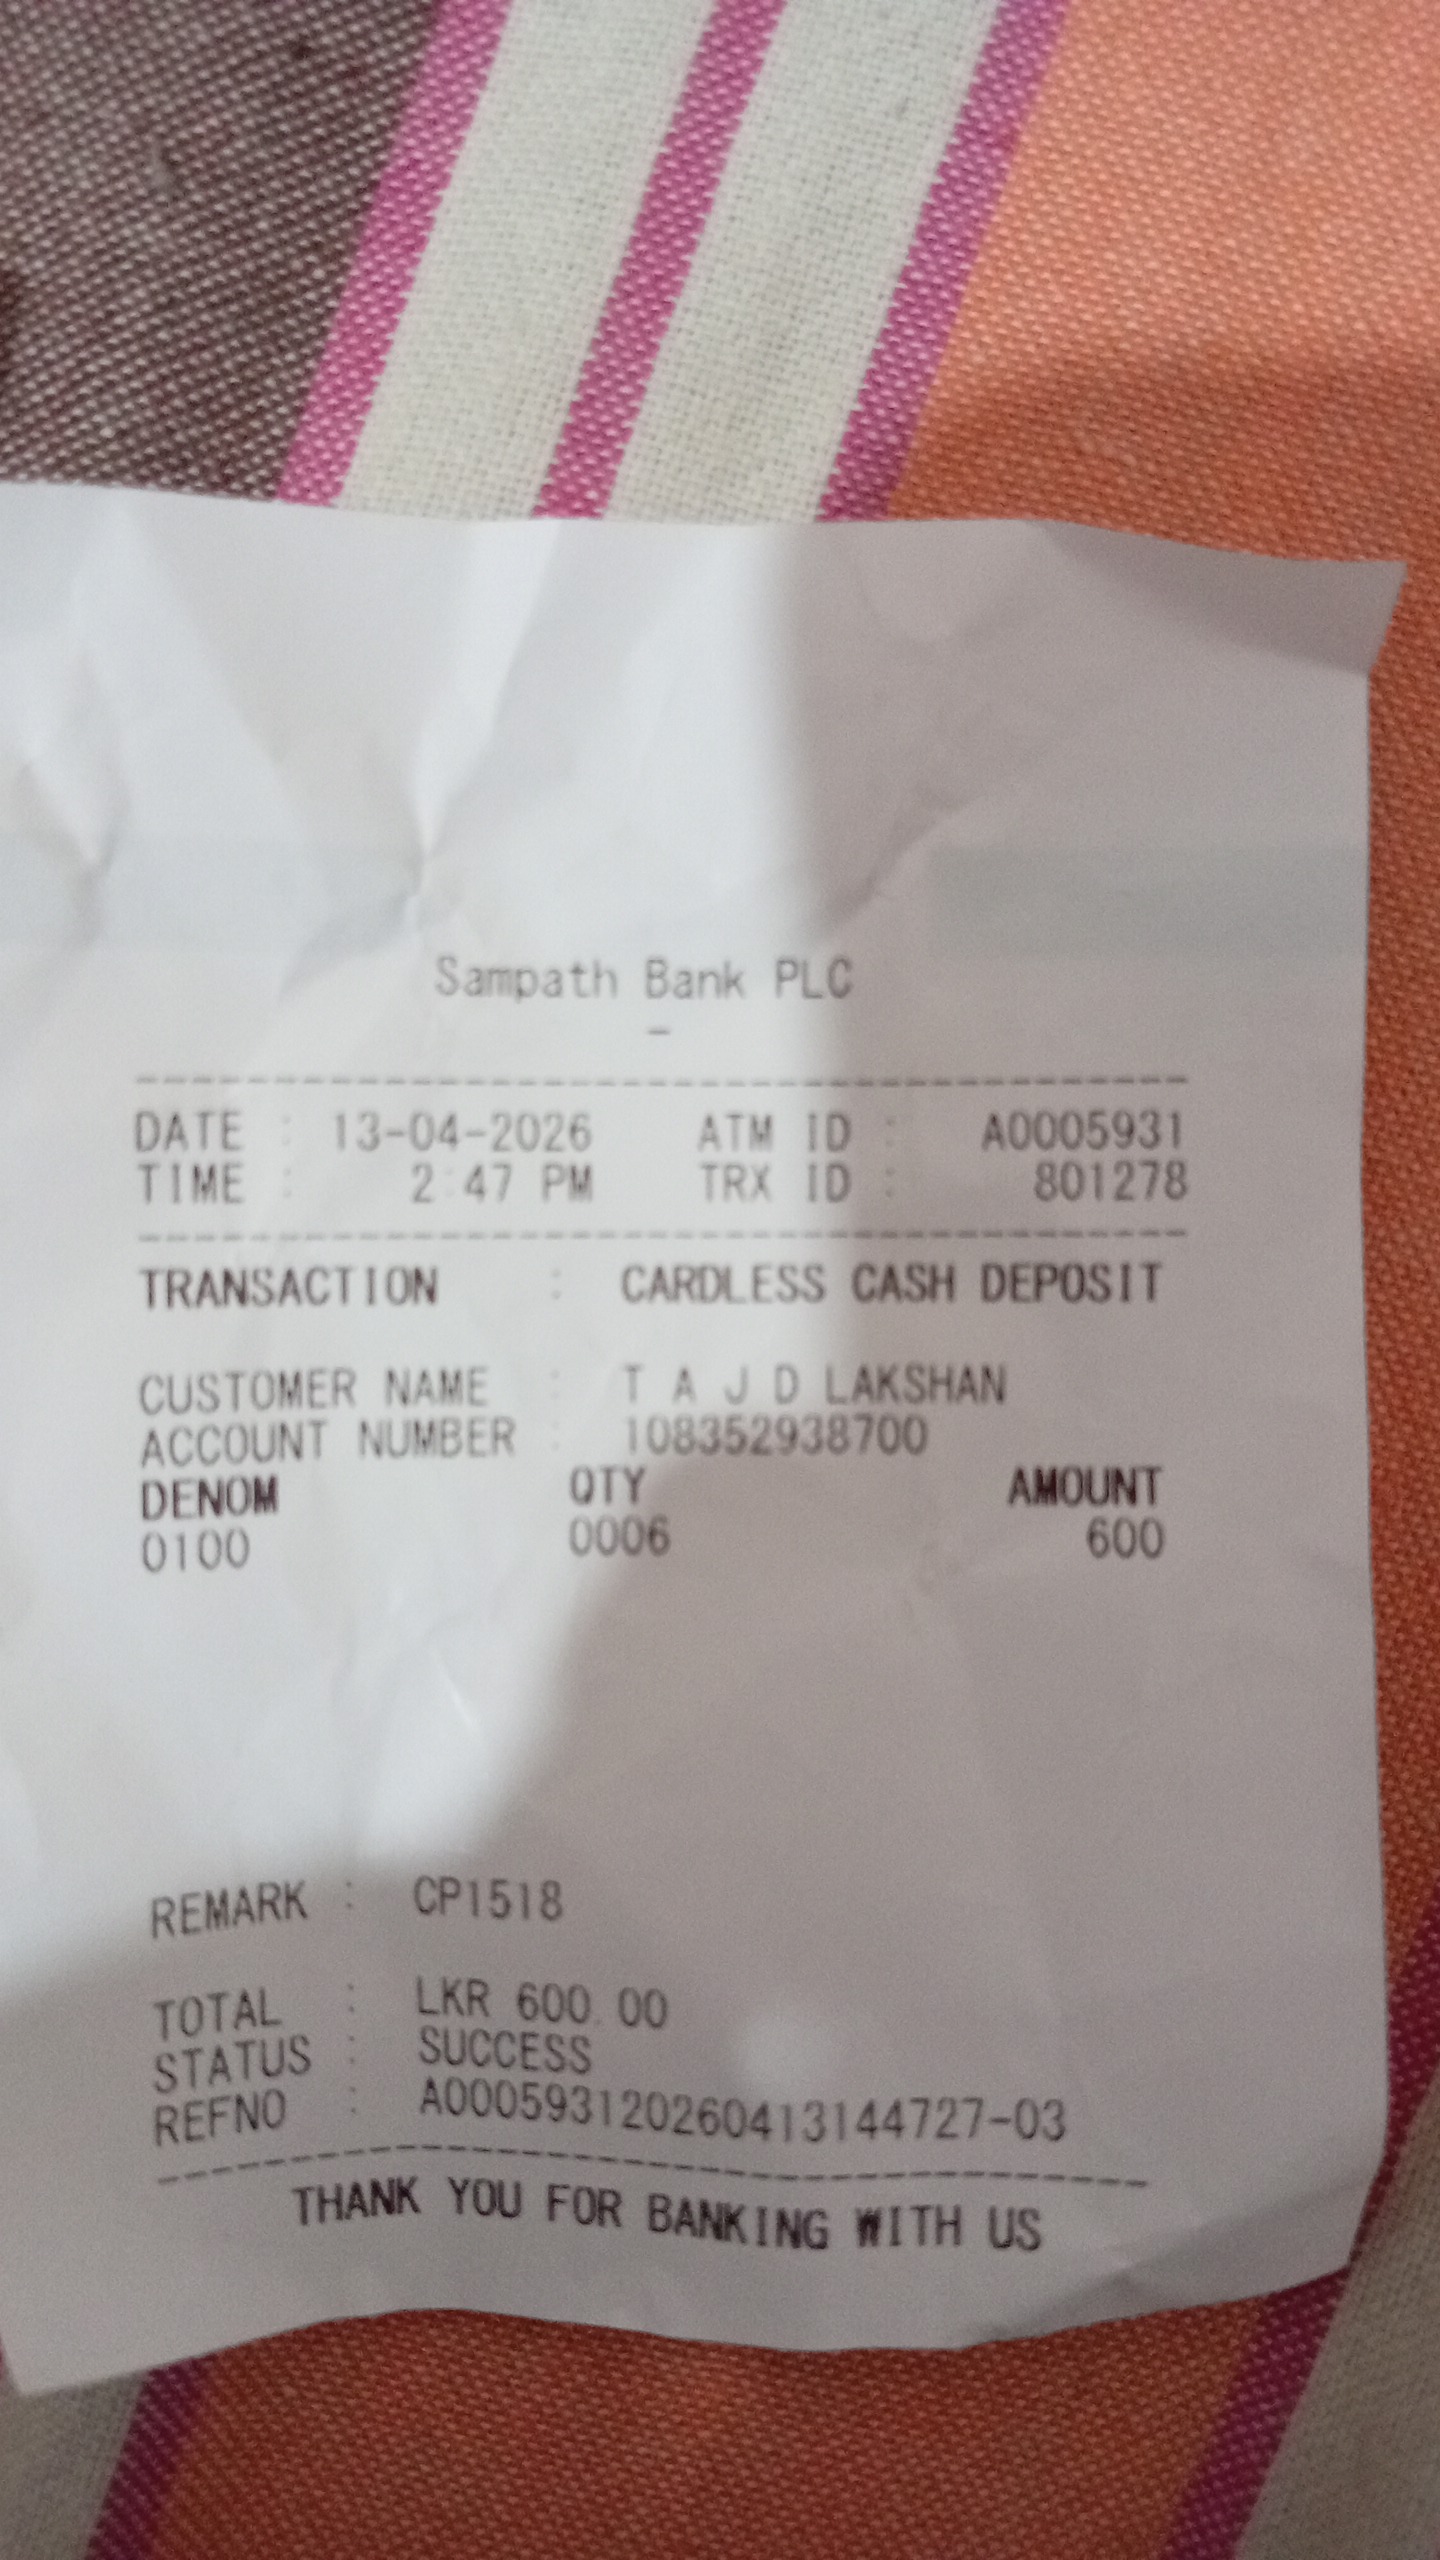 Sampath Bank PLC
-
DATE : 13-04-2026 ATM ID : A0005931
TIME : 2:47 PM TRX ID : 801278
TRANSACTION : CARDLESS CASH DEPOSIT
CUSTOMER NAME : T A J D LAKSHAN
ACCOUNT NUMBER : 108352938700
DENOM QTY AMOUNT
0100 0006 600
REMARK : CP1518
TOTAL : LKR 600.00
STATUS : SUCCESS
REFNO : A000593120260413144727-03
THANK YOU FOR BANKING WITH US